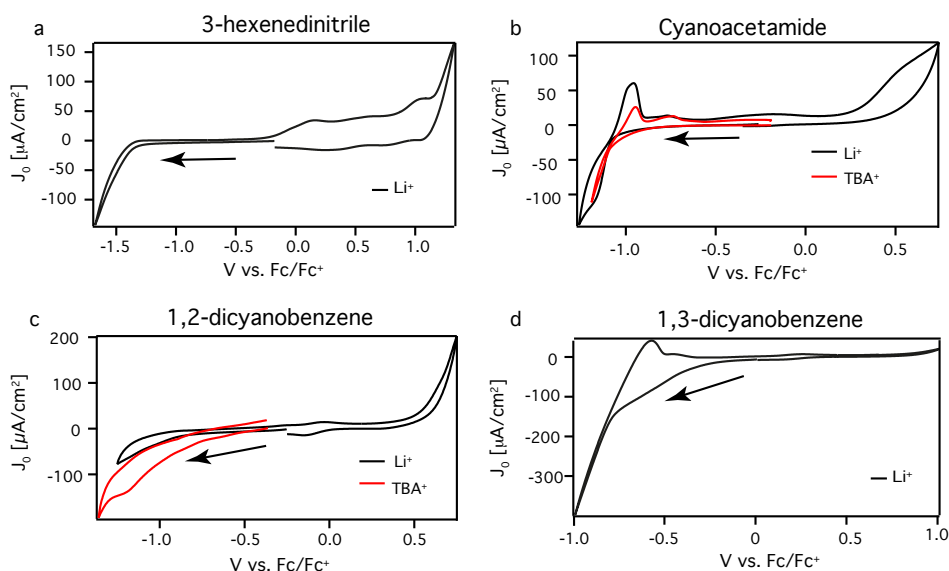 a
3-hexenedinitrile
150
100
50
0
-50
-100
J₀ [μA/cm²]
Li⁺
-1.5 -1.0 -0.5 0.0 0.5 1.0
V vs. Fc/Fc⁺
b
Cyanoacetamide
100
50
0
-50
-100
J₀ [μA/cm²]
Li⁺
TBA⁺
-1.0 -0.5 0.0 0.5
V vs. Fc/Fc⁺
c
1,2-dicyanobenzene
200
100
0
-100
J₀ [μA/cm²]
Li⁺
TBA⁺
-1.0 -0.5 0.0 0.5
V vs. Fc/Fc⁺
d
1,3-dicyanobenzene
0
-100
-200
-300
J₀ [μA/cm²]
Li⁺
-1.0 -0.5 0 0.5 1.0
V vs. Fc/Fc⁺